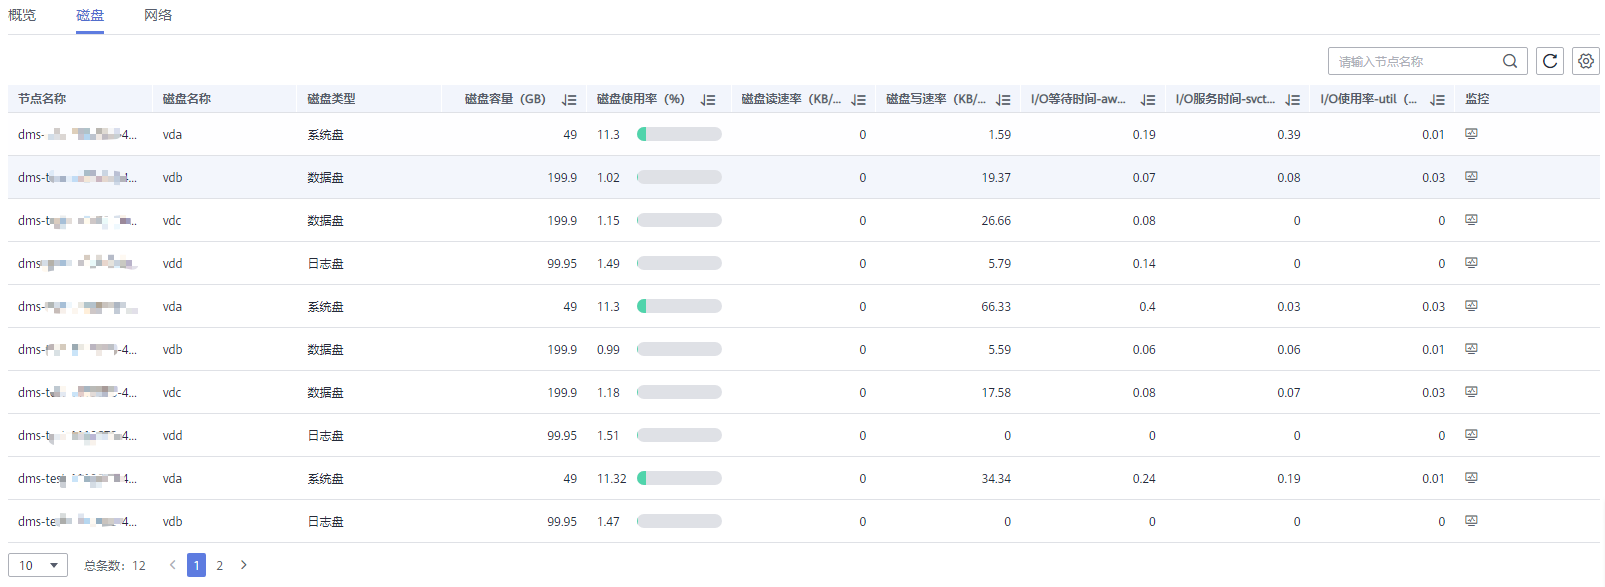 概览 磁盘 网络
请输入节点名称
节点名称 磁盘名称 磁盘类型 磁盘容量（GB） 磁盘使用率（%） 磁盘读速率（KB/... 磁盘写速率（KB/... I/O等待时间-aw... I/O服务时间-svct... I/O使用率-util（... 监控
dms- -4... vda 系统盘 49 11.3 0 1.59 0.19 0.39 0.01
dms-t 4... vdb 数据盘 199.9 1.02 0 19.37 0.07 0.08 0.03
dms-t ... vdc 数据盘 199.9 1.15 0 26.66 0.08 0 0
dms vdd 日志盘 99.95 1.49 0 5.79 0.14 0 0
dms- vda 系统盘 49 11.3 0 66.33 0.4 0.03 0.03
dms- -4... vdb 数据盘 199.9 0.99 0 5.59 0.06 0.06 0.01
dms-t -4... vdc 数据盘 199.9 1.18 0 17.58 0.08 0.07 0.03
dms-t -4... vdd 日志盘 99.95 1.51 0 0 0 0 0
dms-tes 4... vda 系统盘 49 11.32 0 34.34 0.24 0.19 0.01
dms-te 4... vdb 日志盘 99.95 1.47 0 0 0 0 0
10 总条数：12 < 1 2 >